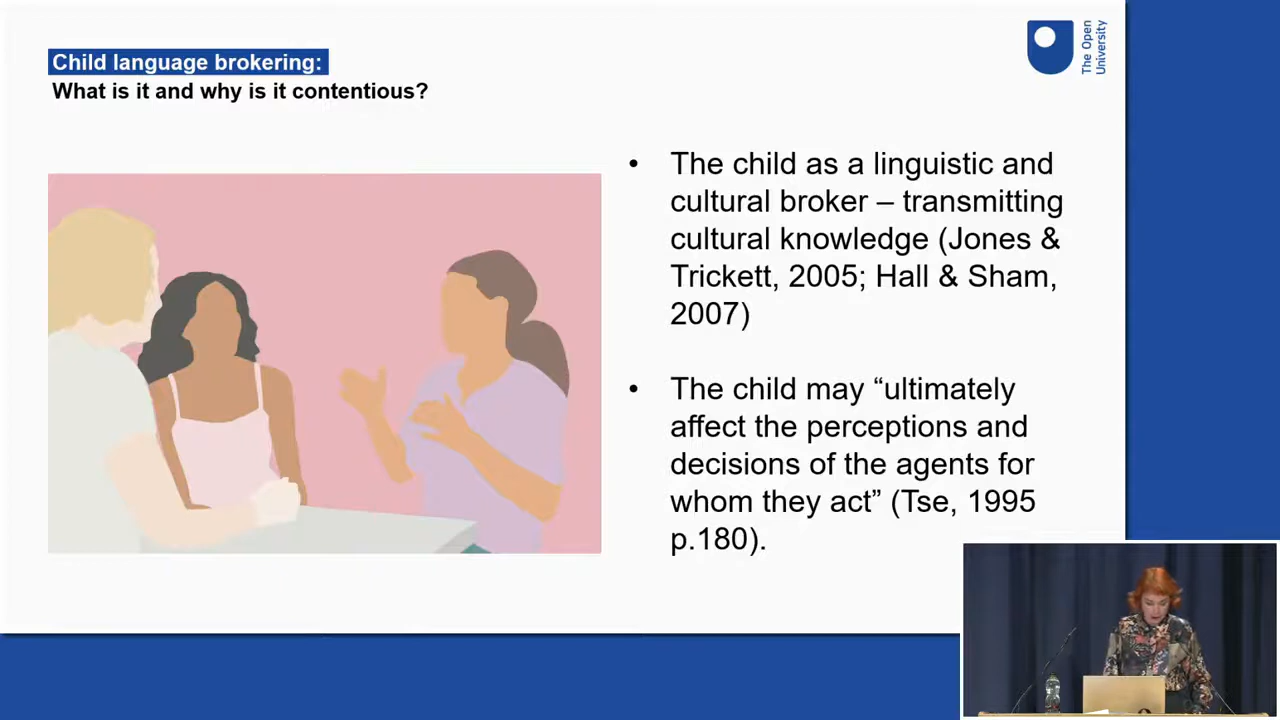 Child language brokering:
What is it and why is it contentious?
The Open
University
• The child as a linguistic and
cultural broker – transmitting
cultural knowledge (Jones &
Trickett, 2005; Hall & Sham,
2007)
• The child may “ultimately
affect the perceptions and
decisions of the agents for
whom they act” (Tse, 1995
p.180).